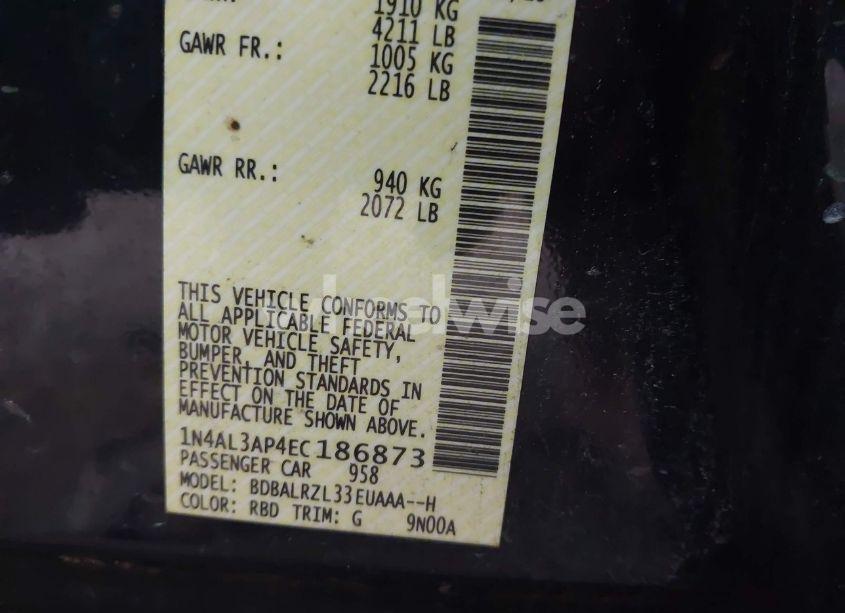 1910 KG
4211 LB
GAWR FR.: 1005 KG
2216 LB
GAWR RR.: 940 KG
2072 LB
THIS VEHICLE CONFORMS TO
ALL APPLICABLE FEDERAL
MOTOR VEHICLE SAFETY,
BUMPER, AND THEFT
PREVENTION STANDARDS IN
EFFECT ON THE DATE OF
MANUFACTURE SHOWN ABOVE.
1N4AL3AP4EC186873
PASSENGER CAR 958
MODEL: BDBALRZL33EUAAA--H
COLOR: RBD TRIM: G 9N00A